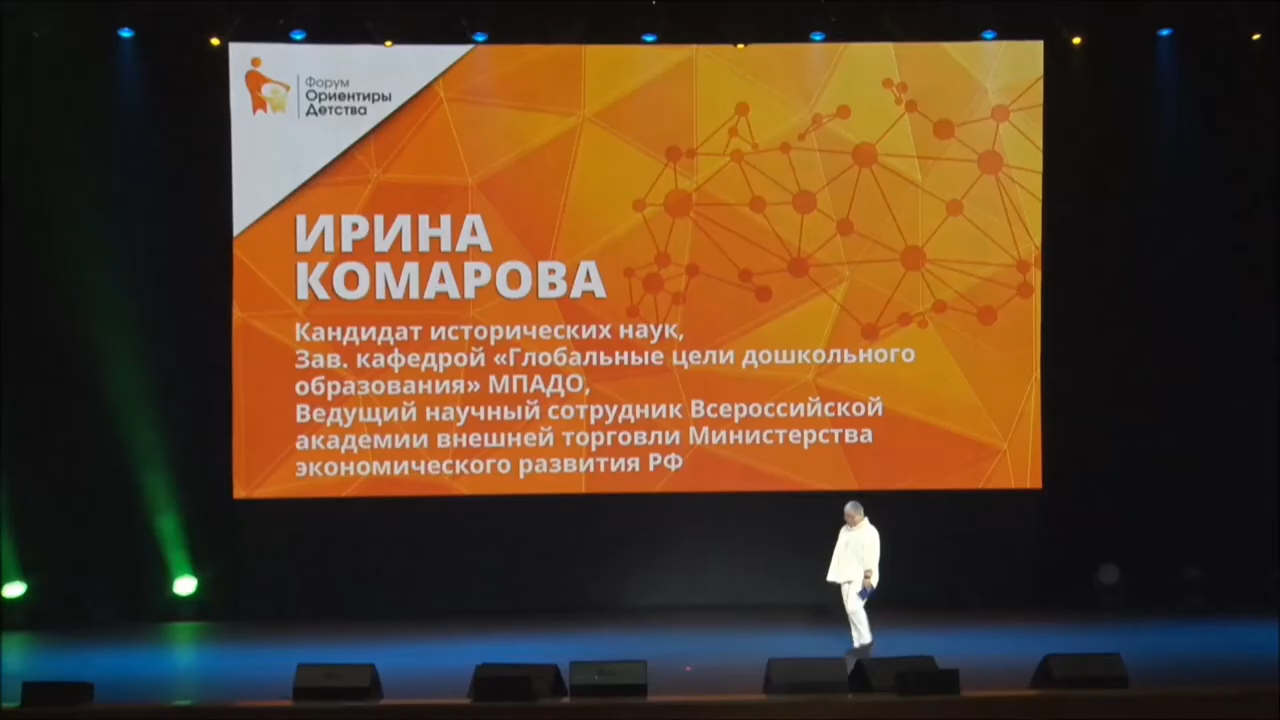 Форум
Ориентиры
Детства
ИРИНА
КОМАРОВА
Кандидат исторических наук,
Зав. кафедрой «Глобальные цели дошкольного
образования» МПАДО,
Ведущий научный сотрудник Всероссийской
академии внешней торговли Министерства
экономического развития РФ